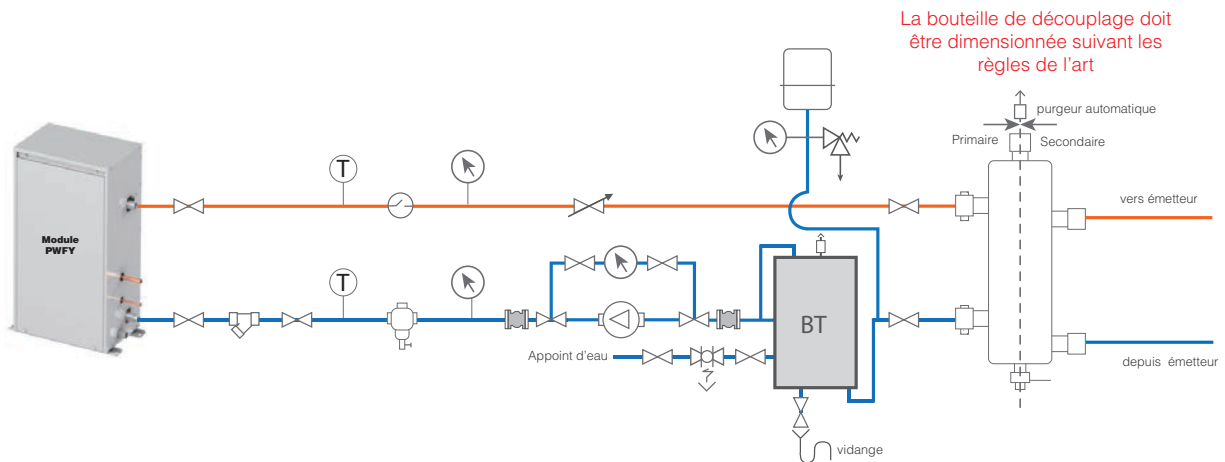 La bouteille de découplage doit
être dimensionnée suivant les
règles de l'art
purgeur automatique
Primaire
Secondaire
T
vers émetteur
Module
PWFY
T
BT
Appoint d'eau
depuis émetteur
vidange